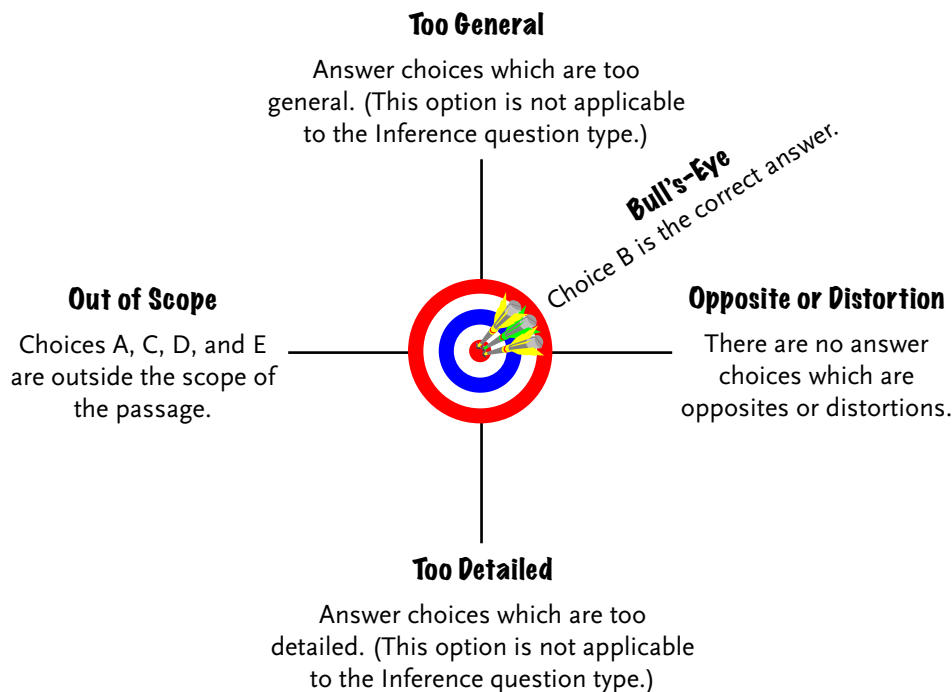 Too General
Answer choices which are too
general. (This option is not applicable
to the Inference question type.)
Bull's-Eye
Choice B is the correct answer.
Out of Scope
Choices A, C, D, and E
are outside the scope of
the passage.
Opposite or Distortion
There are no answer
choices which are
opposites or distortions.
Too Detailed
Answer choices which are too
detailed. (This option is not applicable
to the Inference question type.)